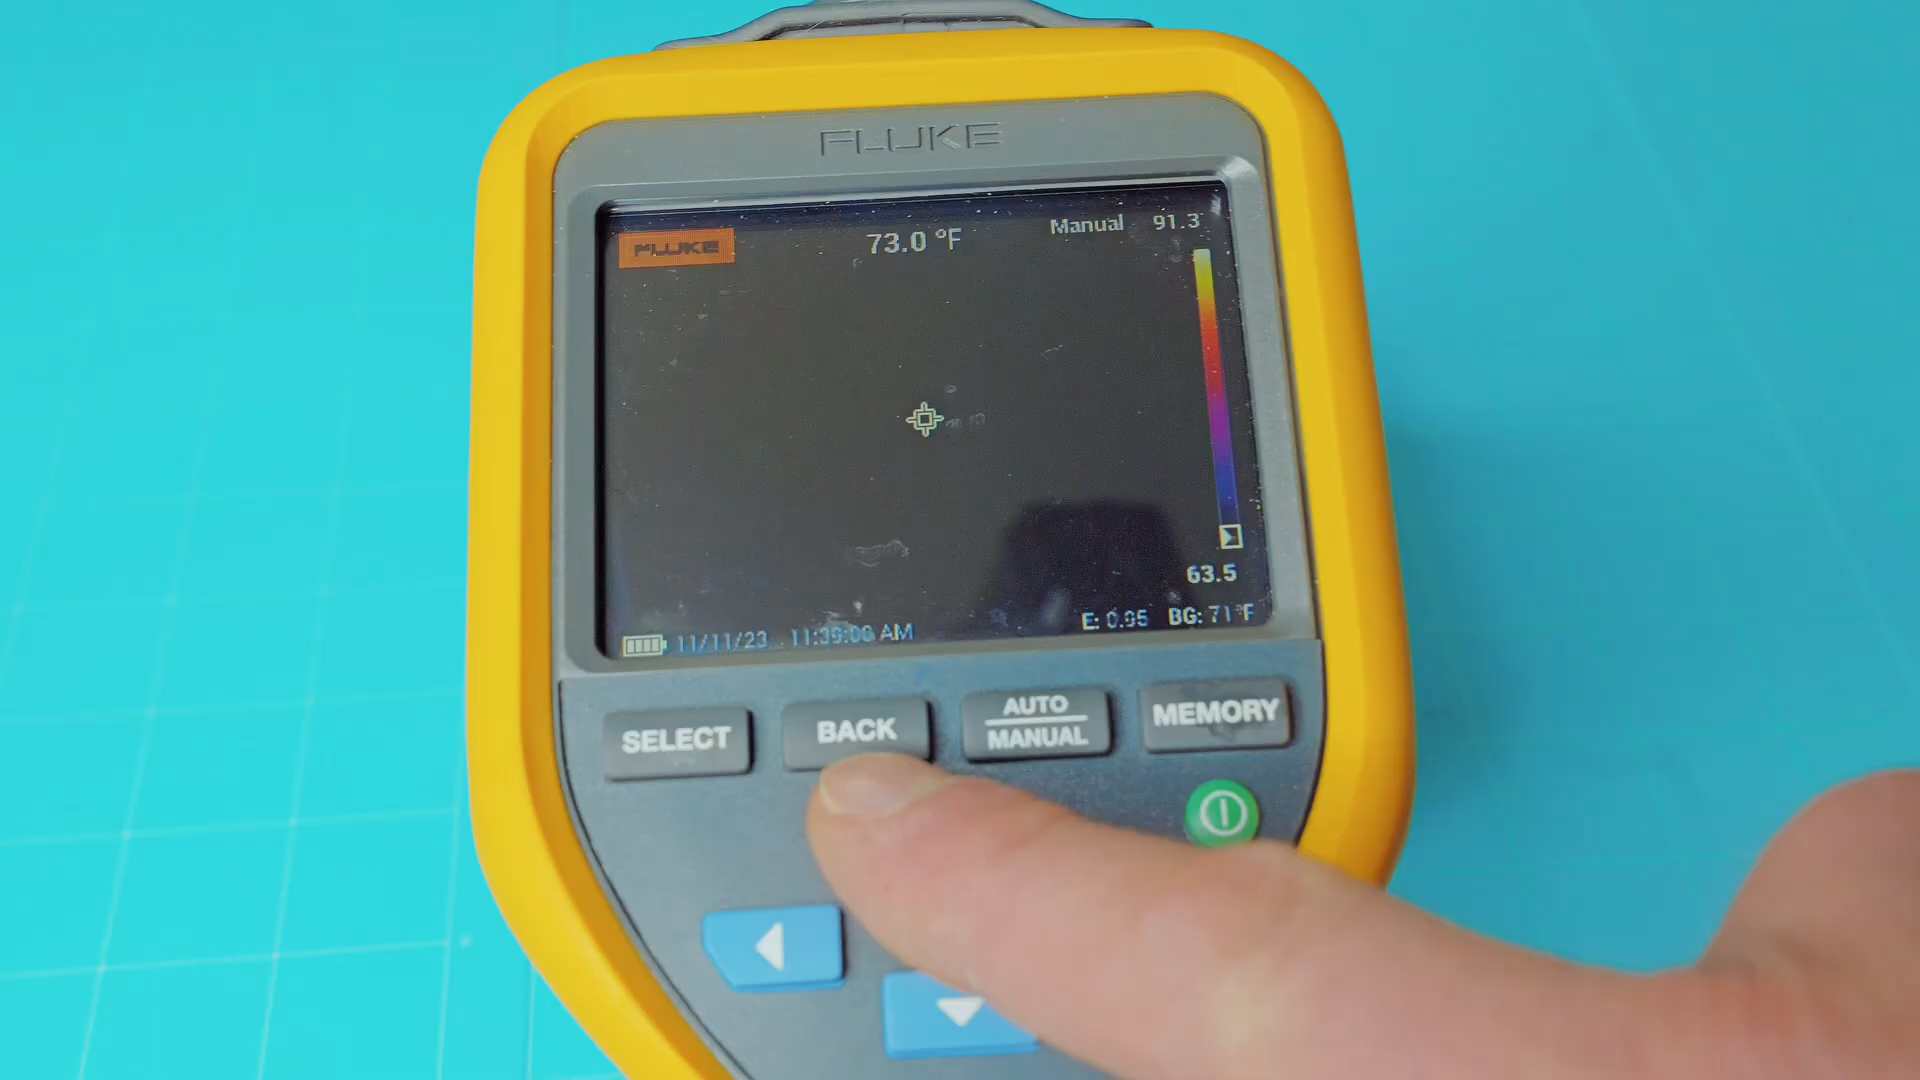 FLUKE
FLUKE
73.0 °F
Manual 91.3
63.5
E: 0.95 BG: 71°F
11/11/23 11:39:00 AM
SELECT
BACK
AUTO
MANUAL
MEMORY